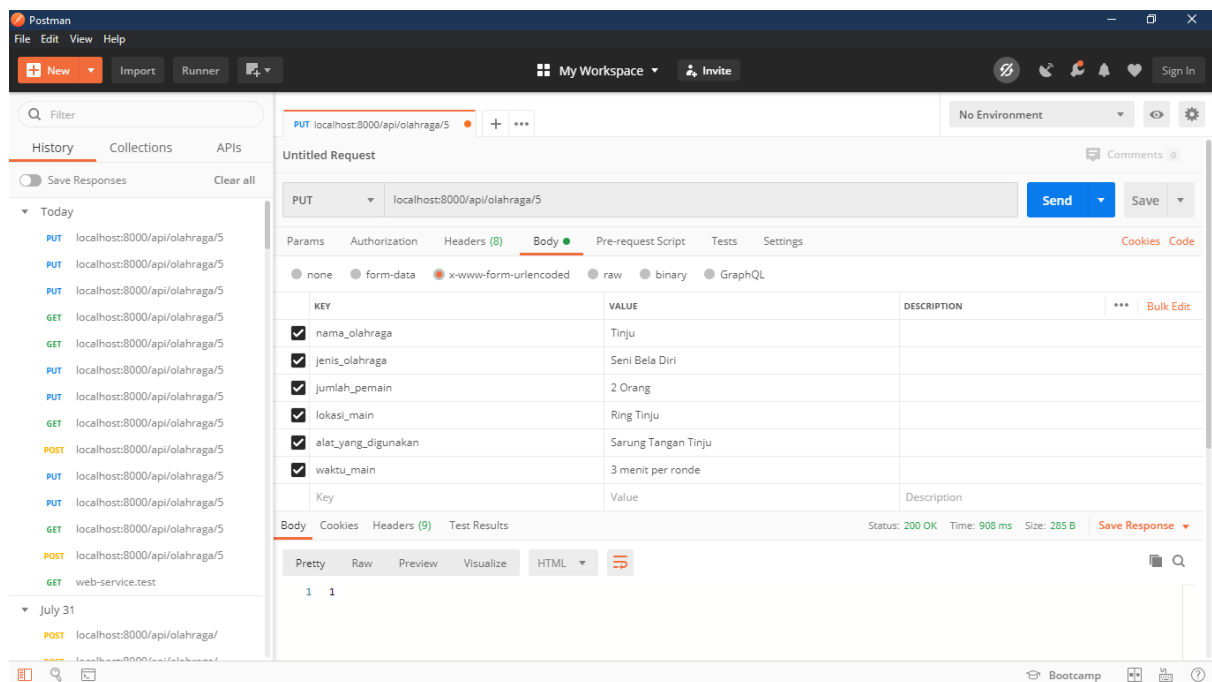 Postman
File Edit View Help
New Import Runner My Workspace Invite Sign In
Filter
History Collections APIs
Save Responses Clear all
Today
PUT localhost:8000/api/olahraga/5
PUT localhost:8000/api/olahraga/5
PUT localhost:8000/api/olahraga/5
GET localhost:8000/api/olahraga/5
GET localhost:8000/api/olahraga/5
PUT localhost:8000/api/olahraga/5
PUT localhost:8000/api/olahraga/5
GET localhost:8000/api/olahraga/5
POST localhost:8000/api/olahraga/5
PUT localhost:8000/api/olahraga/5
PUT localhost:8000/api/olahraga/5
GET localhost:8000/api/olahraga/5
POST localhost:8000/api/olahraga/5
GET web-service.test
July 31
POST localhost:8000/api/olahraga/
PUT localhost:8000/api/olahraga/5 No Environment
Untitled Request Comments 0
PUT localhost:8000/api/olahraga/5 Send Save
Params Authorization Headers (8) Body Pre-request Script Tests Settings Cookies Code
none form-data x-www-form-urlencoded raw binary GraphQL
KEY VALUE DESCRIPTION Bulk Edit
nama_olahraga Tinju
jenis_olahraga Seni Bela Diri
jumlah_pemain 2 Orang
lokasi_main Ring Tinju
alat_yang_digunakan Sarung Tangan Tinju
waktu_main 3 menit per ronde
Key Value Description
Body Cookies Headers (9) Test Results Status: 200 OK Time: 908 ms Size: 285 B Save Response
Pretty Raw Preview Visualize HTML
1 1
Bootcamp